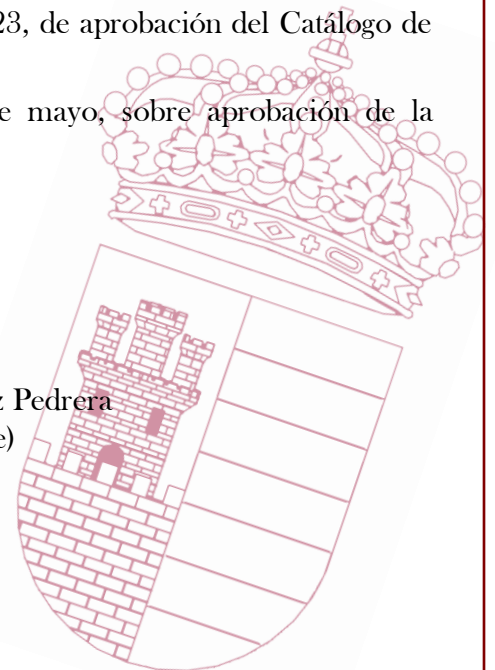 23, de aprobación del Catálogo de
e mayo, sobre aprobación de la
z Pedrera
e)